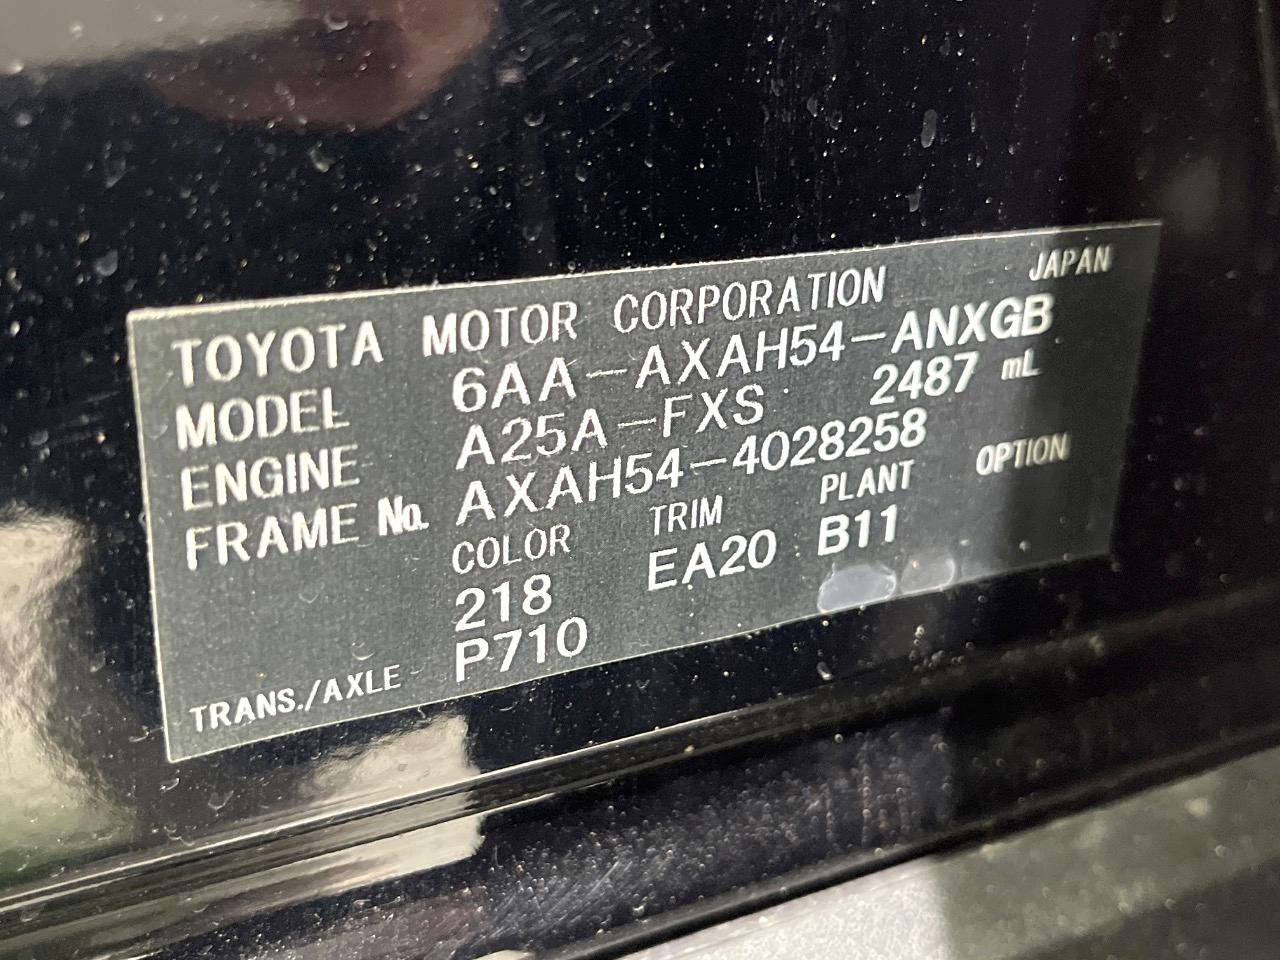 TOYOTA MOTOR CORPORATION JAPAN
MODEL 6AA-AXAH54-ANXGB
ENGINE A25A-FXS 2487 mL
FRAME No. AXAH54-4028258
COLOR TRIM PLANT OPTION
218 EA20 B11
TRANS./AXLE P710